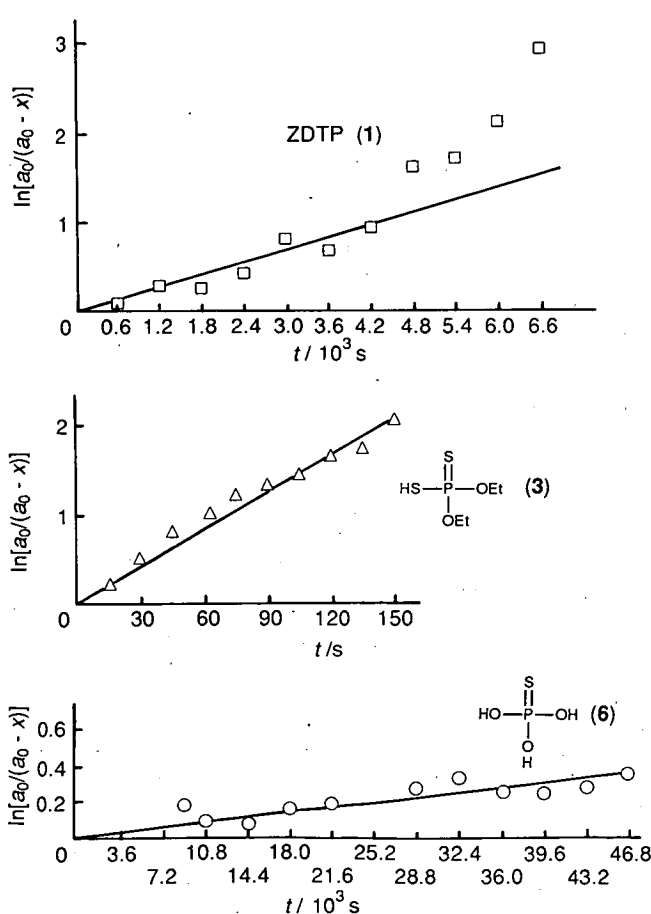 3
2
1
0
ln[a₀/(a₀ - x)]
ZDTP (1)
0.6 1.2 1.8 2.4 3.0 3.6 4.2 4.8 5.4 6.0 6.6
t / 10³ s
2
1
0
ln[a₀/(a₀ - x)]
S
HS P OEt (3)
OEt
30 60 90 120 150
t /s
0.6
0.4
0.2
0
ln[a₀/(a₀ - x)]
S
HO P OH (6)
O
H
3.6 10.8 18.0 25.2 32.4 39.6 46.8
7.2 14.4 21.6 28.8 36.0 43.2
t / 10³ s